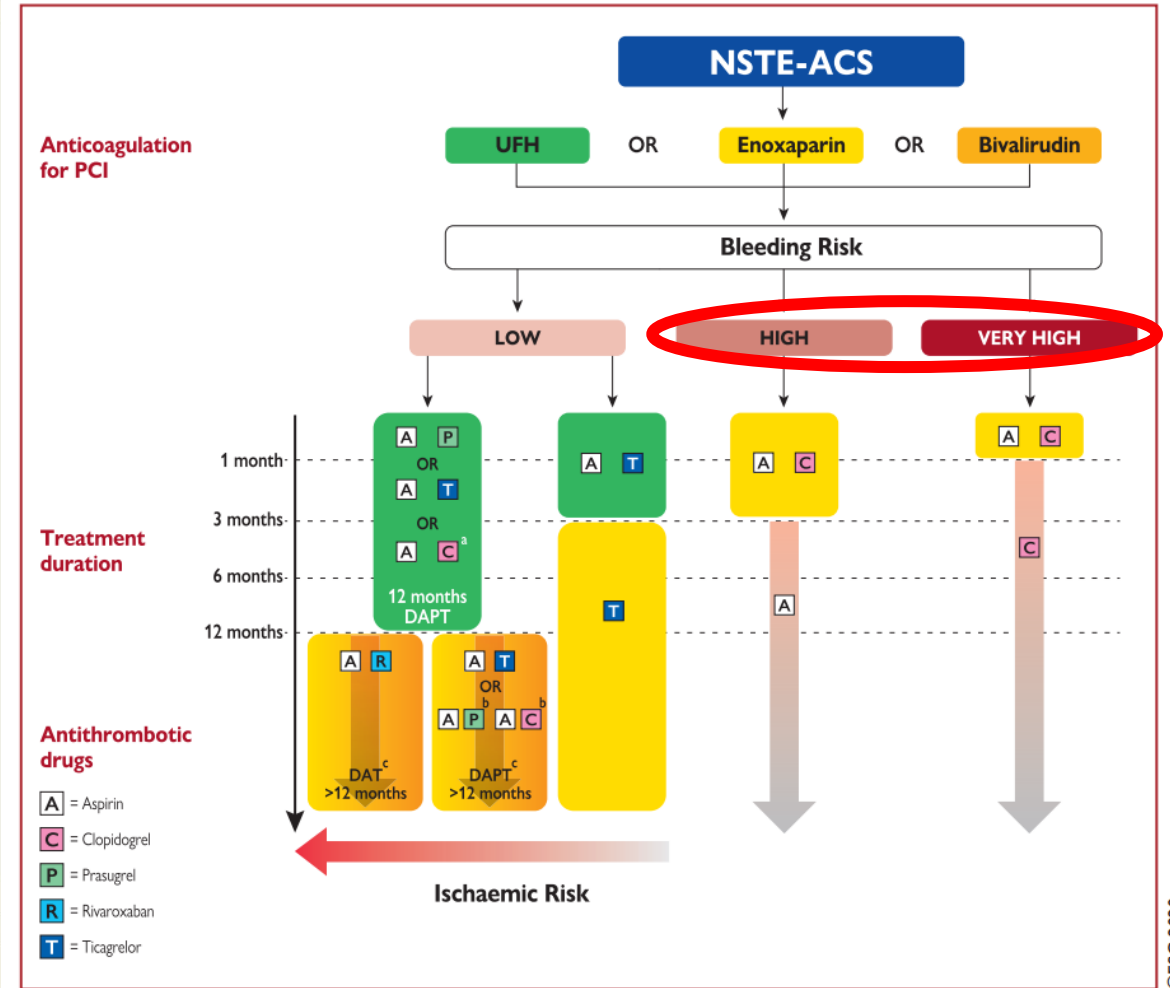 NSTE-ACS
Anticoagulation
for PCI
UFH OR Enoxaparin OR Bivalirudin
Bleeding Risk
LOW HIGH VERY HIGH
A P
OR
A T
OR
A C a
12 months
DAPT
A T
T
A C
A
A C
C
1 month
3 months
6 months
12 months
Treatment
duration
A R
DAT c
>12 months
A T
OR
A P b A C b
DAPT c
>12 months
Ischaemic Risk
Antithrombotic
drugs
A = Aspirin
C = Clopidogrel
P = Prasugrel
R = Rivaroxaban
T = Ticagrelor